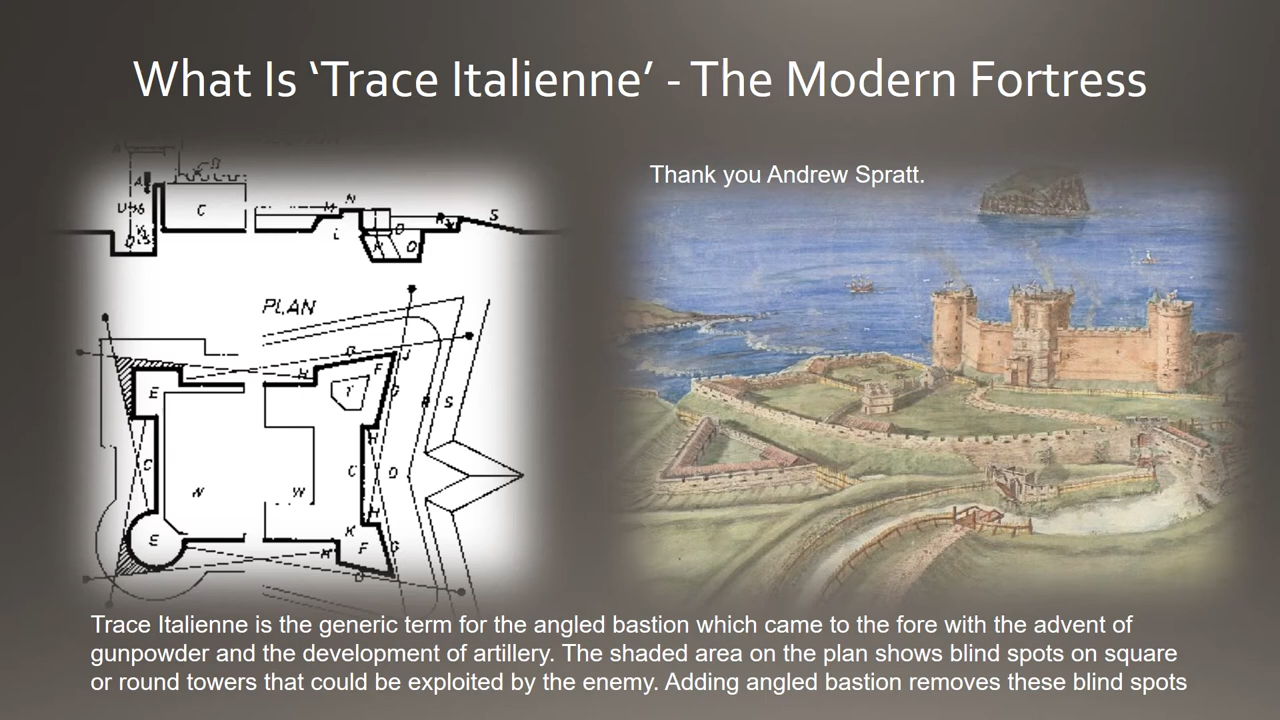 What Is ‘Trace Italienne’ - The Modern Fortress
Thank you Andrew Spratt.
A
C
M
N
L
O
S
PLAN
E
H
J
F
T
R
S
C
C
O
N
W
H
K
E
F
G
Trace Italienne is the generic term for the angled bastion which came to the fore with the advent of
gunpowder and the development of artillery. The shaded area on the plan shows blind spots on square
or round towers that could be exploited by the enemy. Adding angled bastion removes these blind spots